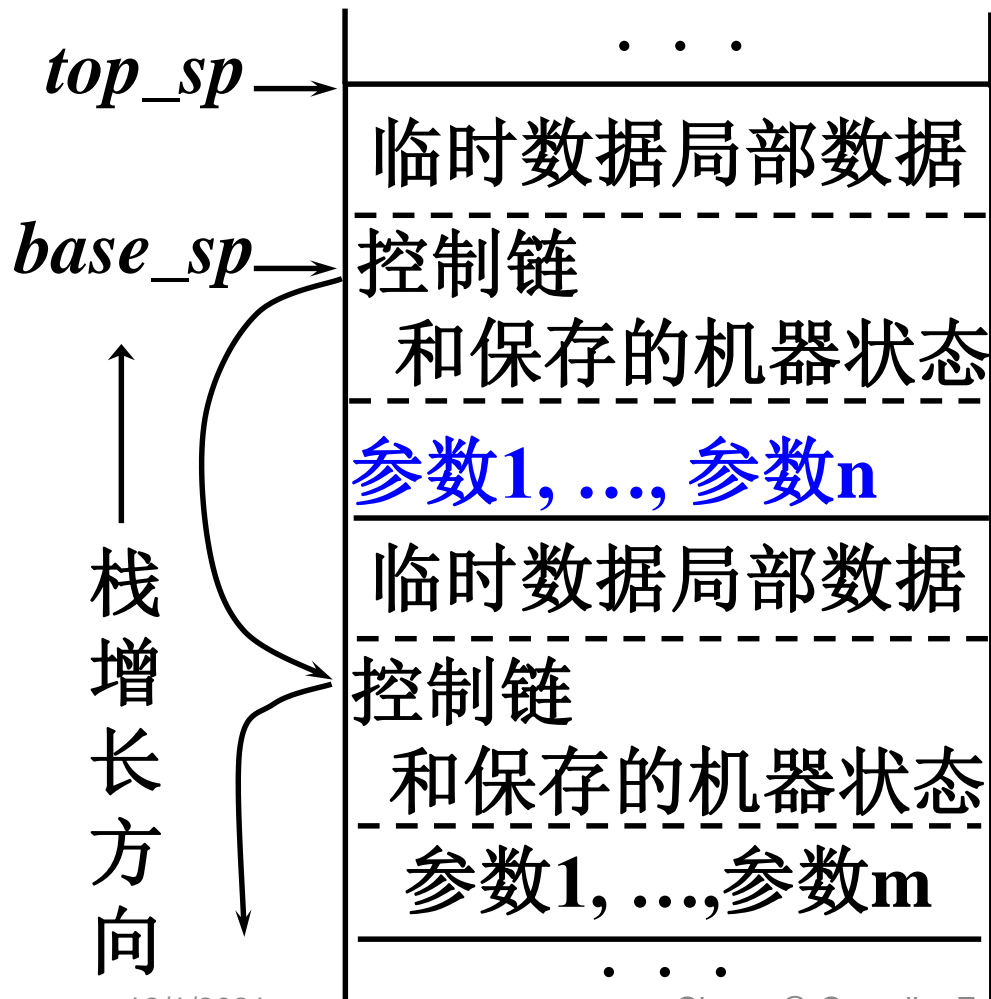 . . .
top_sp
临时数据局部数据
base_sp
控制链
和保存的机器状态
参数1, …, 参数n
临时数据局部数据
控制链
和保存的机器状态
参数1, …,参数m
. . .
栈增长方向